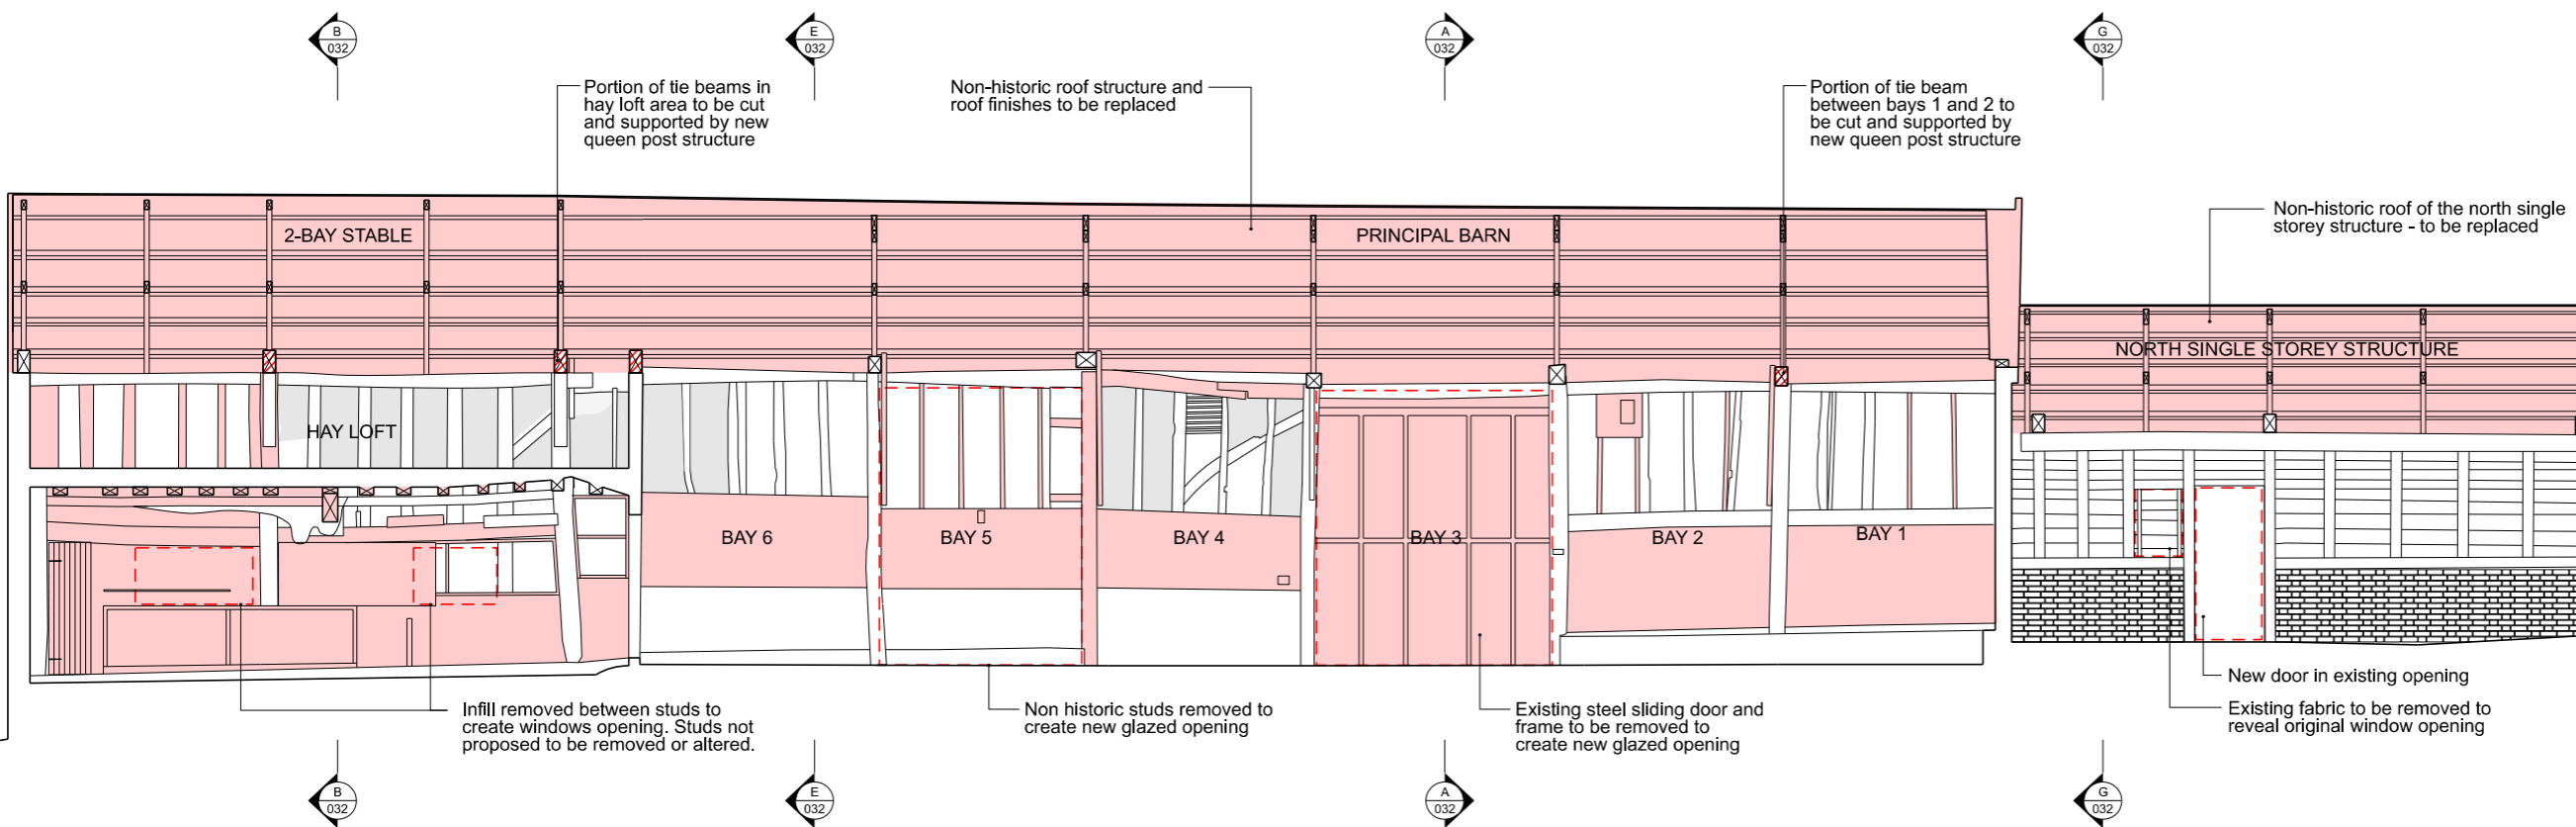 B
032
E
032
A
032
G
032
Portion of tie beams in
hay loft area to be cut
and supported by new
queen post structure
Non-historic roof structure and
roof finishes to be replaced
Portion of tie beam
between bays 1 and 2 to
be cut and supported by
new queen post structure
Non-historic roof of the north single
storey structure - to be replaced
2-BAY STABLE
PRINCIPAL BARN
NORTH SINGLE STOREY STRUCTURE
HAY LOFT
BAY 6
BAY 5
BAY 4
BAY 3
BAY 2
BAY 1
Infill removed between studs to
create windows opening. Studs not
proposed to be removed or altered.
Non historic studs removed to
create new glazed opening
Existing steel sliding door and
frame to be removed to
create new glazed opening
New door in existing opening
Existing fabric to be removed to
reveal original window opening
B
032
E
032
A
032
G
032